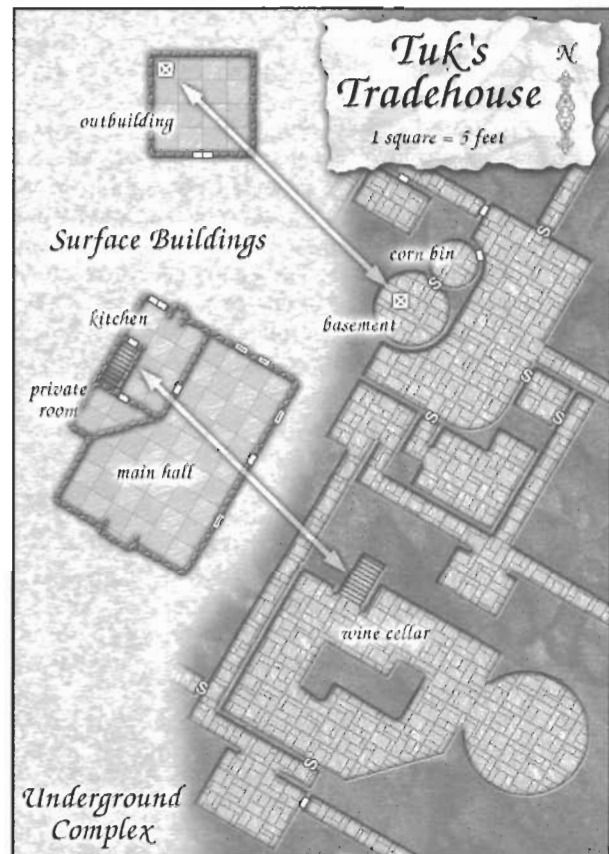 Tuk's
Tradehouse
N
1 square = 5 feet
outbuilding
Surface Buildings
corn bin
S
S
basement
kitchen
private
room
main hall
S
S
S
wine cellar
S
S
Underground
Complex